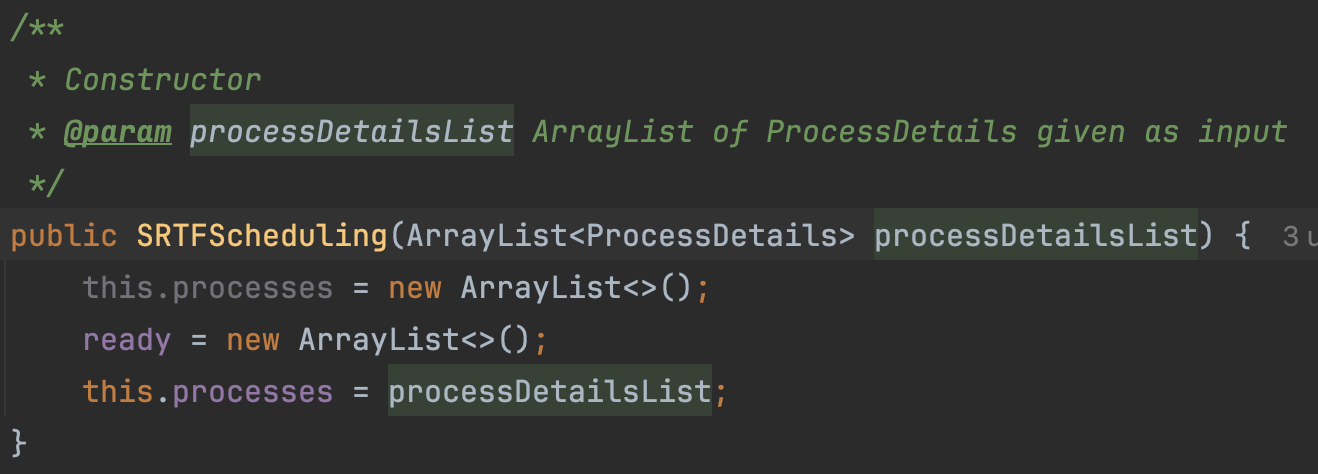 /**
 * Constructor
 * @param processDetailsList ArrayList of ProcessDetails given as input
 */
public SRTFScheduling(ArrayList<ProcessDetails> processDetailsList) { 3 u
    this.processes = new ArrayList<>();
    ready = new ArrayList<>();
    this.processes = processDetailsList;
}